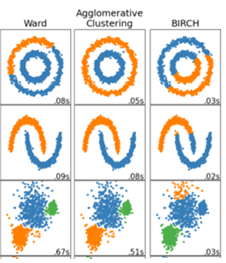 Ward
Agglomerative
Clustering
BIRCH
.08s
.05s
.03s
.09s
.08s
.02s
.67s
.51s
.03s